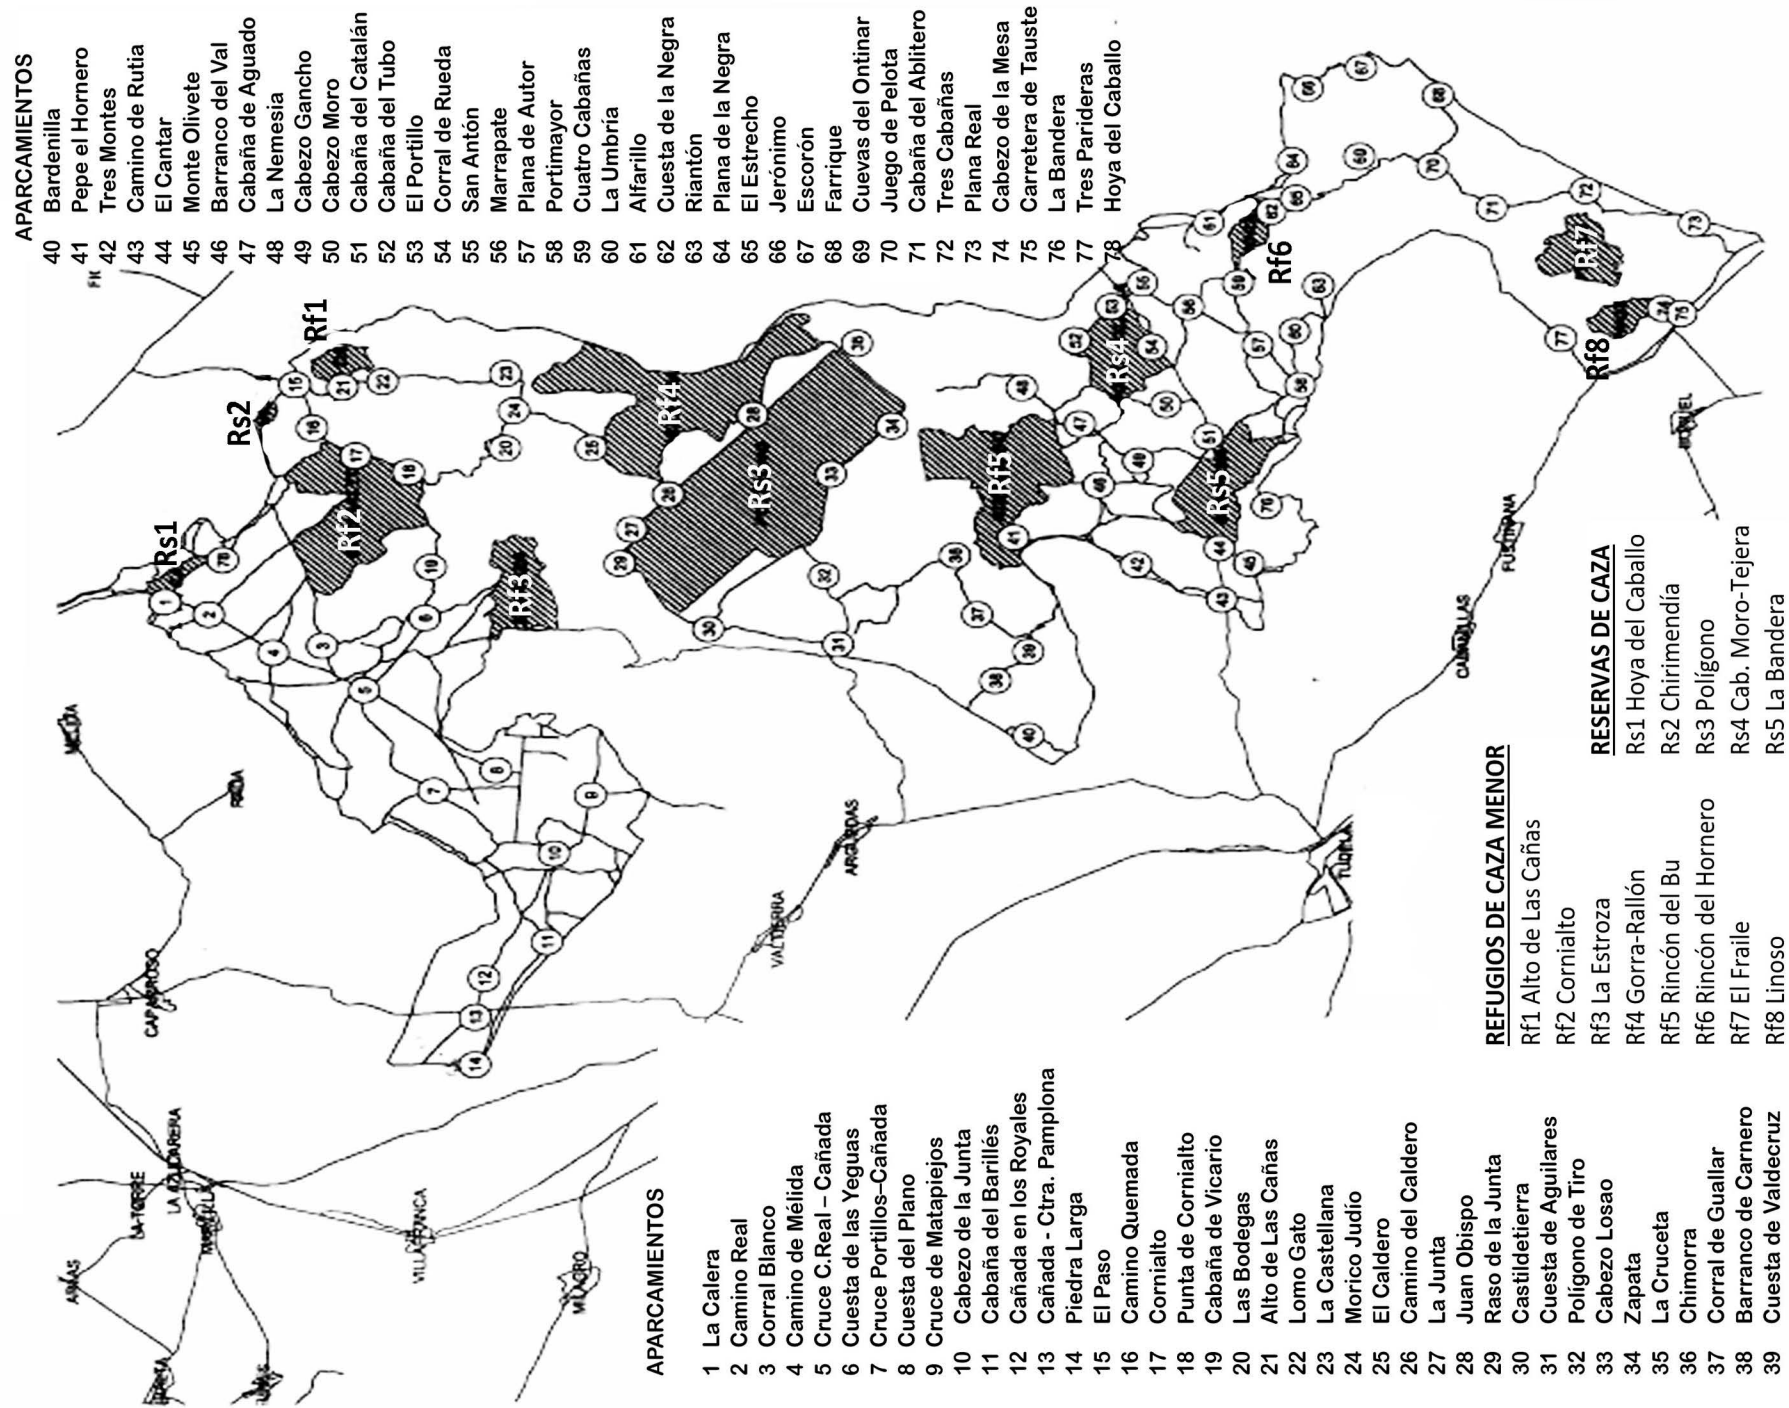 APARCAMIENTOS
1 La Calera
2 Camino Real
3 Corral Blanco
4 Camino de Mélida
5 Cruce C.Real – Cañada
6 Cuesta de las Yeguas
7 Cruce Portillos–Cañada
8 Cuesta del Plano
9 Cruce de Matapiejos
10 Cabezo de la Junta
11 Cabaña del Barillés
12 Cañada en los Royales
13 Cañada - Ctra. Pamplona
14 Piedra Larga
15 El Paso
16 Camino Quemada
17 Cornialto
18 Punta de Cornialto
19 Cabaña de Vicario
20 Las Bodegas
21 Alto de Las Cañas
22 Lomo Gato
23 La Castellana
24 Morico Judío
25 El Caldero
26 Camino del Caldero
27 La Junta
28 Juan Obispo
29 Raso de la Junta
30 Castildetierra
31 Cuesta de Aguilares
32 Polígono de Tiro
33 Cabezo Losao
34 Zapata
35 La Cruceta
36 Chimorra
37 Corral de Guallar
38 Barranco de Carnero
39 Cuesta de Valdecruz
APARCAMIENTOS
40 Bardenilla
41 Pepe el Hornero
42 Tres Montes
43 Camino de Rutia
44 El Cantar
45 Monte Olivete
46 Barranco del Val
47 Cabaña de Aguado
48 La Nemesia
49 Cabezo Gancho
50 Cabezo Moro
51 Cabaña del Catalán
52 Cabaña del Tubo
53 El Portillo
54 Corral de Rueda
55 San Antón
56 Marrapate
57 Plana de Autor
58 Portimayor
59 Cuatro Cabañas
60 La Umbría
61 Alfarillo
62 Cuesta de la Negra
63 Riantón
64 Plana de la Negra
65 El Estrecho
66 Jerónimo
67 Escorón
68 Farrique
69 Cuevas del Ontinar
70 Juego de Pelota
71 Cabaña del Ablitero
72 Tres Cabañas
73 Plana Real
74 Cabezo de la Mesa
75 Carretera de Tauste
76 La Bandera
77 Tres Parideras
78 Hoya del Caballo
REFUGIOS DE CAZA MENOR
Rf1 Alto de Las Cañas
Rf2 Cornialto
Rf3 La Estroza
Rf4 Gorra-Rallón
Rf5 Rincón del Bu
Rf6 Rincón del Hornero
Rf7 El Fraile
Rf8 Linoso
RESERVAS DE CAZA
Rs1 Hoya del Caballo
Rs2 Chirimendía
Rs3 Polígono
Rs4 Cab. Moro-Tejera
Rs5 La Bandera
MELIDA
RADA
CAPARROSO
LA AZUCARERA
VILLAFRANCA
MILAGRO
VALTIERRA
ARGUEDAS
TUDELA
CABANILLAS
FUSTIÑANA
Rs1
Rs2
Rf1
Rf2
Rf3
Rf4
Rs3
Rf5
Rs4
Rs5
Rf6
Rf7
Rf8